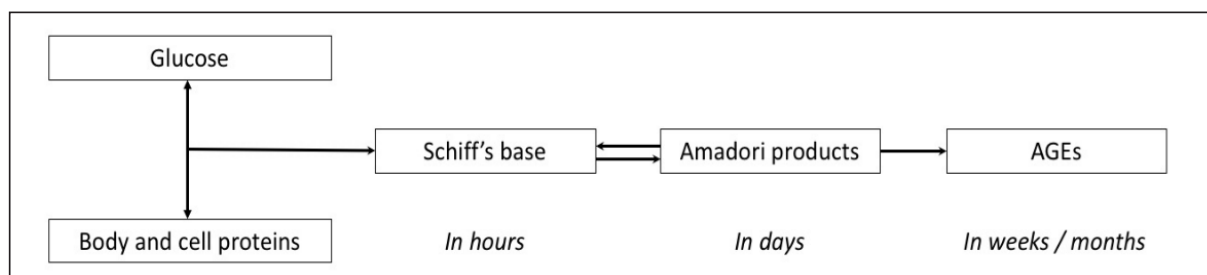 Glucose
Schiff's base
Amadori products
AGEs
Body and cell proteins
In hours
In days
In weeks / months